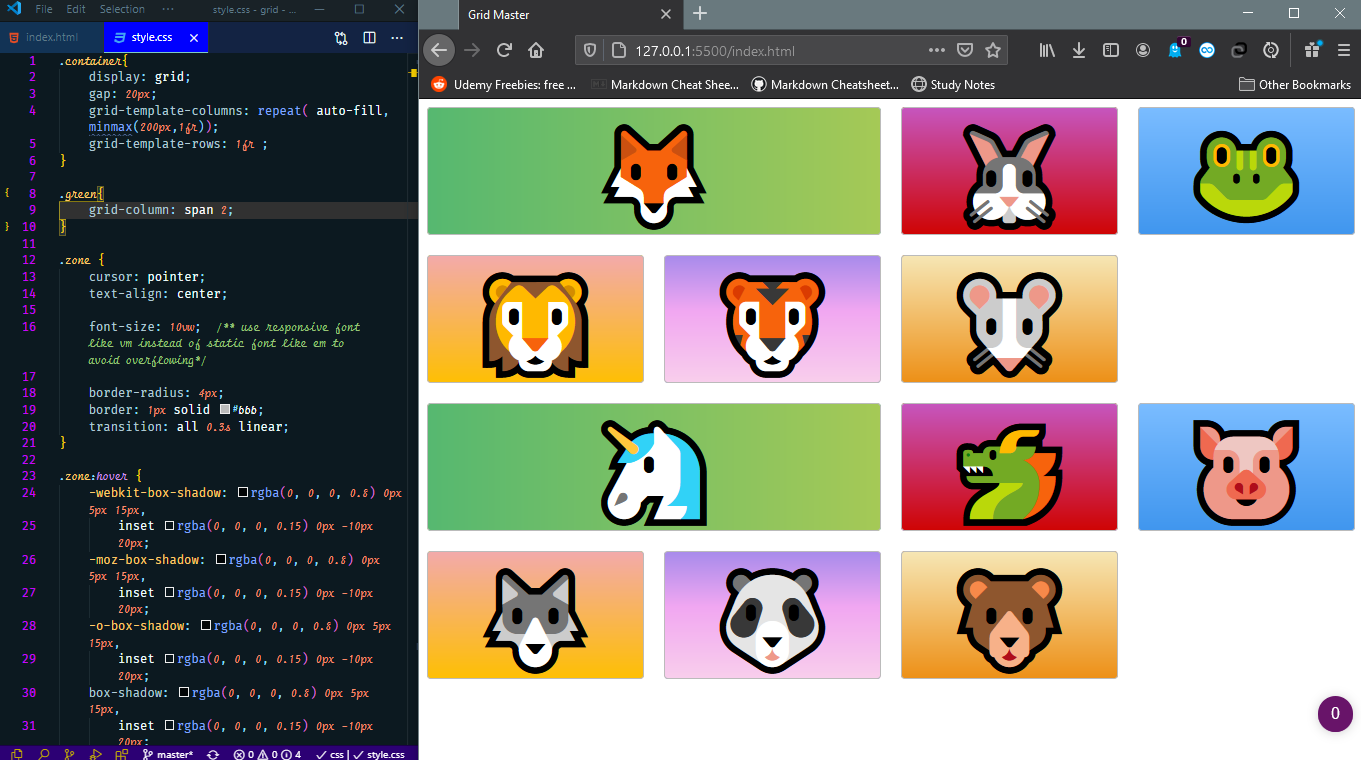 File Edit Selection ··· style.css - grid - ...
index.html style.css
1 .container{
2 display: grid;
3 gap: 20px;
4 grid-template-columns: repeat( auto-fill,
minmax(200px,1fr));
5 grid-template-rows: 1fr ;
6 }
7
8 .green{
9 grid-column: span 2;
10 }
11
12 .zone {
13 cursor: pointer;
14 text-align: center;
15
16 font-size: 10vw; /** use responsive font
like vm instead of static font like em to
avoid overflowing*/
17
18 border-radius: 4px;
19 border: 1px solid #bbb;
20 transition: all 0.3s linear;
21 }
22
23 .zone:hover {
24 -webkit-box-shadow: rgba(0, 0, 0, 0.8) 0px
5px 15px,
25 inset rgba(0, 0, 0, 0.15) 0px -10px
20px;
26 -moz-box-shadow: rgba(0, 0, 0, 0.8) 0px
5px 15px,
27 inset rgba(0, 0, 0, 0.15) 0px -10px
20px;
28 -o-box-shadow: rgba(0, 0, 0, 0.8) 0px 5px
15px,
29 inset rgba(0, 0, 0, 0.15) 0px -10px
20px;
30 box-shadow: rgba(0, 0, 0, 0.8) 0px 5px
15px,
31 inset rgba(0, 0, 0, 0.15) 0px -10px
20px;
master* 0 0 4 css style.css
Grid Master
127.0.0.1:5500/index.html
0
Udemy Freebies: free ... Markdown Cheat Shee... Markdown Cheatsheet... Study Notes Other Bookmarks
0